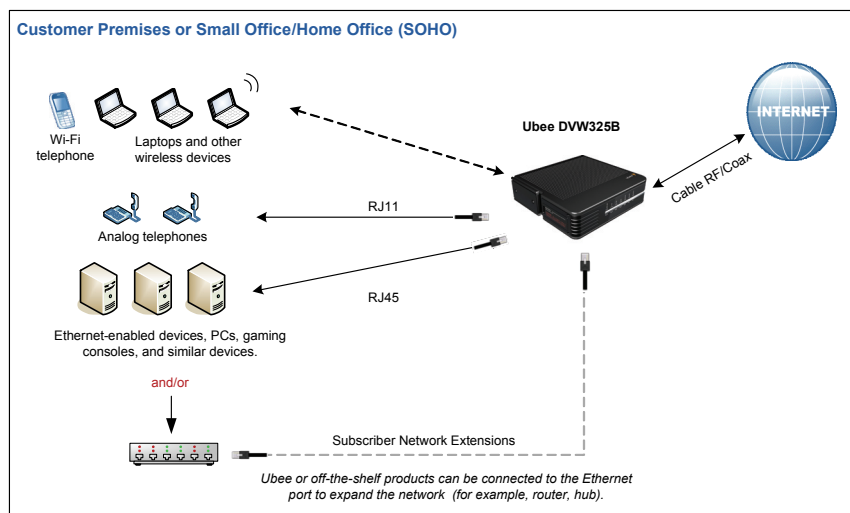 Customer Premises or Small Office/Home Office (SOHO)
Wi-Fi
telephone
Laptops and other
wireless devices
Ubee DVW325B
INTERNET
Cable RF/Coax
RJ11
Analog telephones
RJ45
Ethernet-enabled devices, PCs, gaming
consoles, and similar devices.
and/or
Subscriber Network Extensions
Ubee or off-the-shelf products can be connected to the Ethernet
port to expand the network (for example, router, hub).